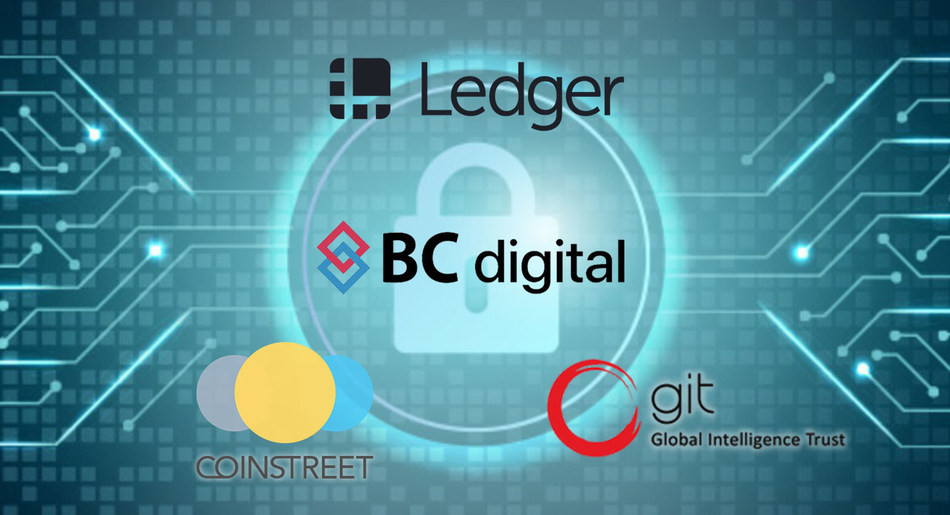 Ledger
BC digital
COINSTREET
git
Global Intelligence Trust